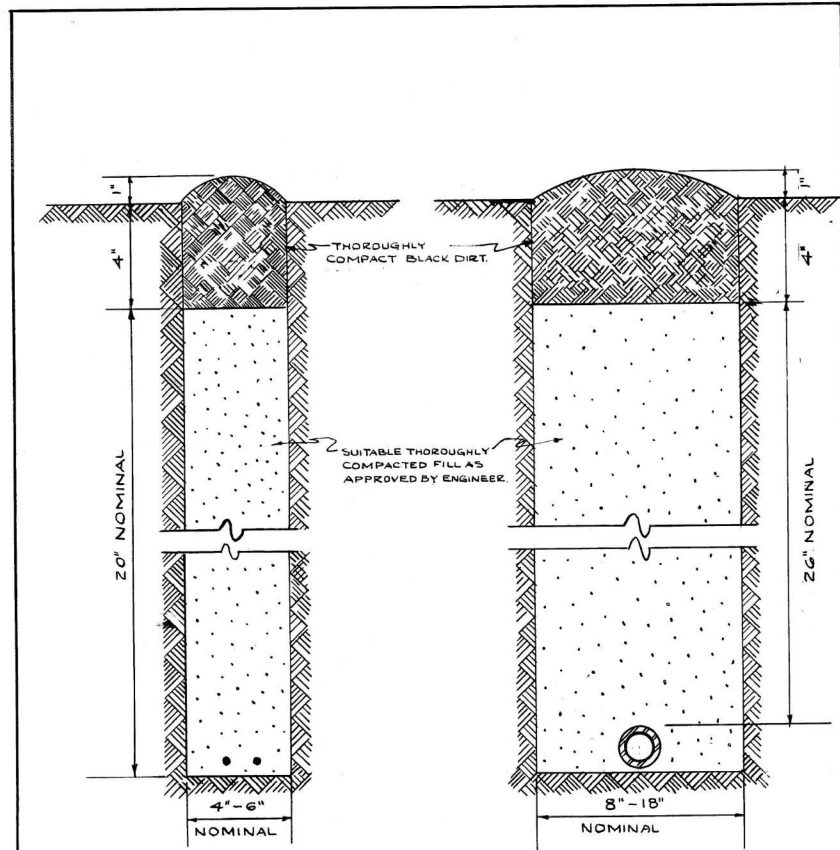 1"
1"
4"
4"
THOROUGHLY
COMPACT BLACK DIRT.
SUITABLE THOROUGHLY
COMPACTED FILL AS
APPROVED BY ENGINEER.
20" NOMINAL
26" NOMINAL
4"-6"
NOMINAL
8"-18"
NOMINAL